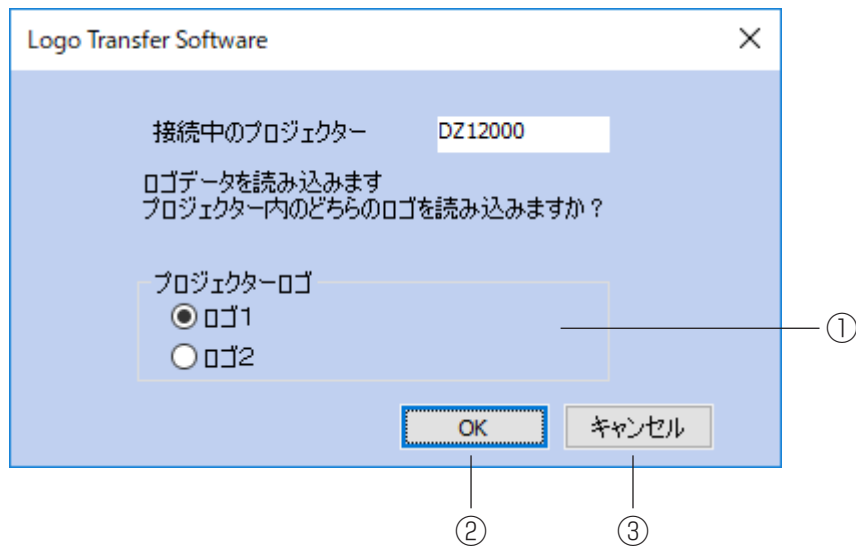 Logo Transfer Software
接続中のプロジェクター DZ12000
ロゴデータを読み込みます
プロジェクター内のどちらのロゴを読み込みますか？
プロジェクターロゴ
ロゴ1
①
ロゴ2
OK キャンセル
② ③